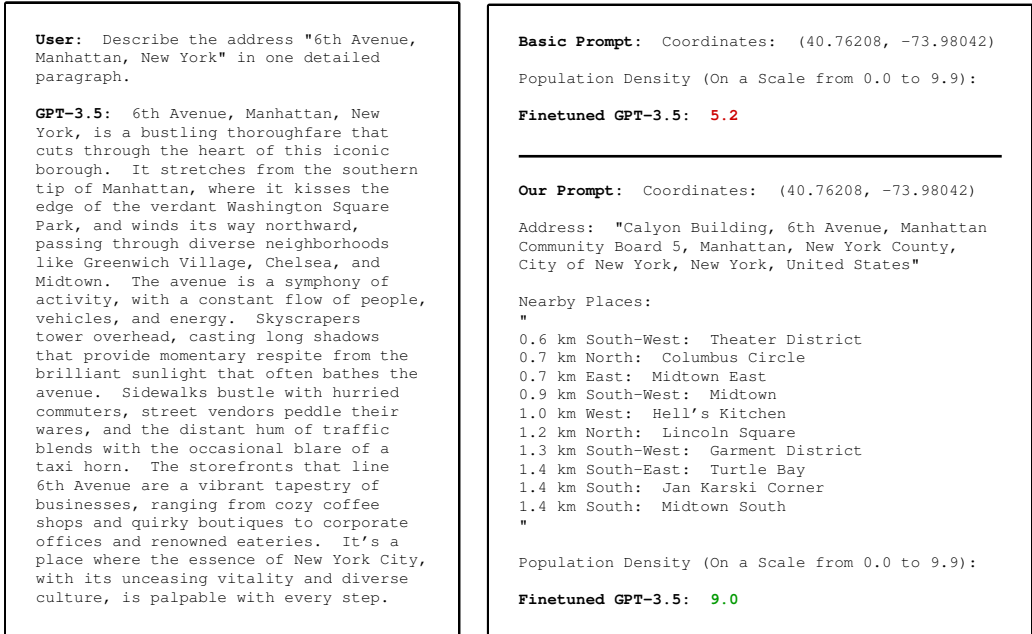 User: Describe the address "6th Avenue,
Manhattan, New York" in one detailed
paragraph.
GPT-3.5: 6th Avenue, Manhattan, New
York, is a bustling thoroughfare that
cuts through the heart of this iconic
borough. It stretches from the southern
tip of Manhattan, where it kisses the
edge of the verdant Washington Square
Park, and winds its way northward,
passing through diverse neighborhoods
like Greenwich Village, Chelsea, and
Midtown. The avenue is a symphony of
activity, with a constant flow of people,
vehicles, and energy. Skyscrapers
tower overhead, casting long shadows
that provide momentary respite from the
brilliant sunlight that often bathes the
avenue. Sidewalks bustle with hurried
commuters, street vendors peddle their
wares, and the distant hum of traffic
blends with the occasional blare of a
taxi horn. The storefronts that line
6th Avenue are a vibrant tapestry of
businesses, ranging from cozy coffee
shops and quirky boutiques to corporate
offices and renowned eateries. It's a
place where the essence of New York City,
with its unceasing vitality and diverse
culture, is palpable with every step.
Basic Prompt: Coordinates: (40.76208, -73.98042)
Population Density (On a Scale from 0.0 to 9.9):
Finetuned GPT-3.5: 5.2
Our Prompt: Coordinates: (40.76208, -73.98042)
Address: "Calyon Building, 6th Avenue, Manhattan
Community Board 5, Manhattan, New York County,
City of New York, New York, United States"
Nearby Places:
"
0.6 km South-West: Theater District
0.7 km North: Columbus Circle
0.7 km East: Midtown East
0.9 km South-West: Midtown
1.0 km West: Hell's Kitchen
1.2 km North: Lincoln Square
1.3 km South-West: Garment District
1.4 km South-East: Turtle Bay
1.4 km South: Jan Karski Corner
1.4 km South: Midtown South
"
Population Density (On a Scale from 0.0 to 9.9):
Finetuned GPT-3.5: 9.0